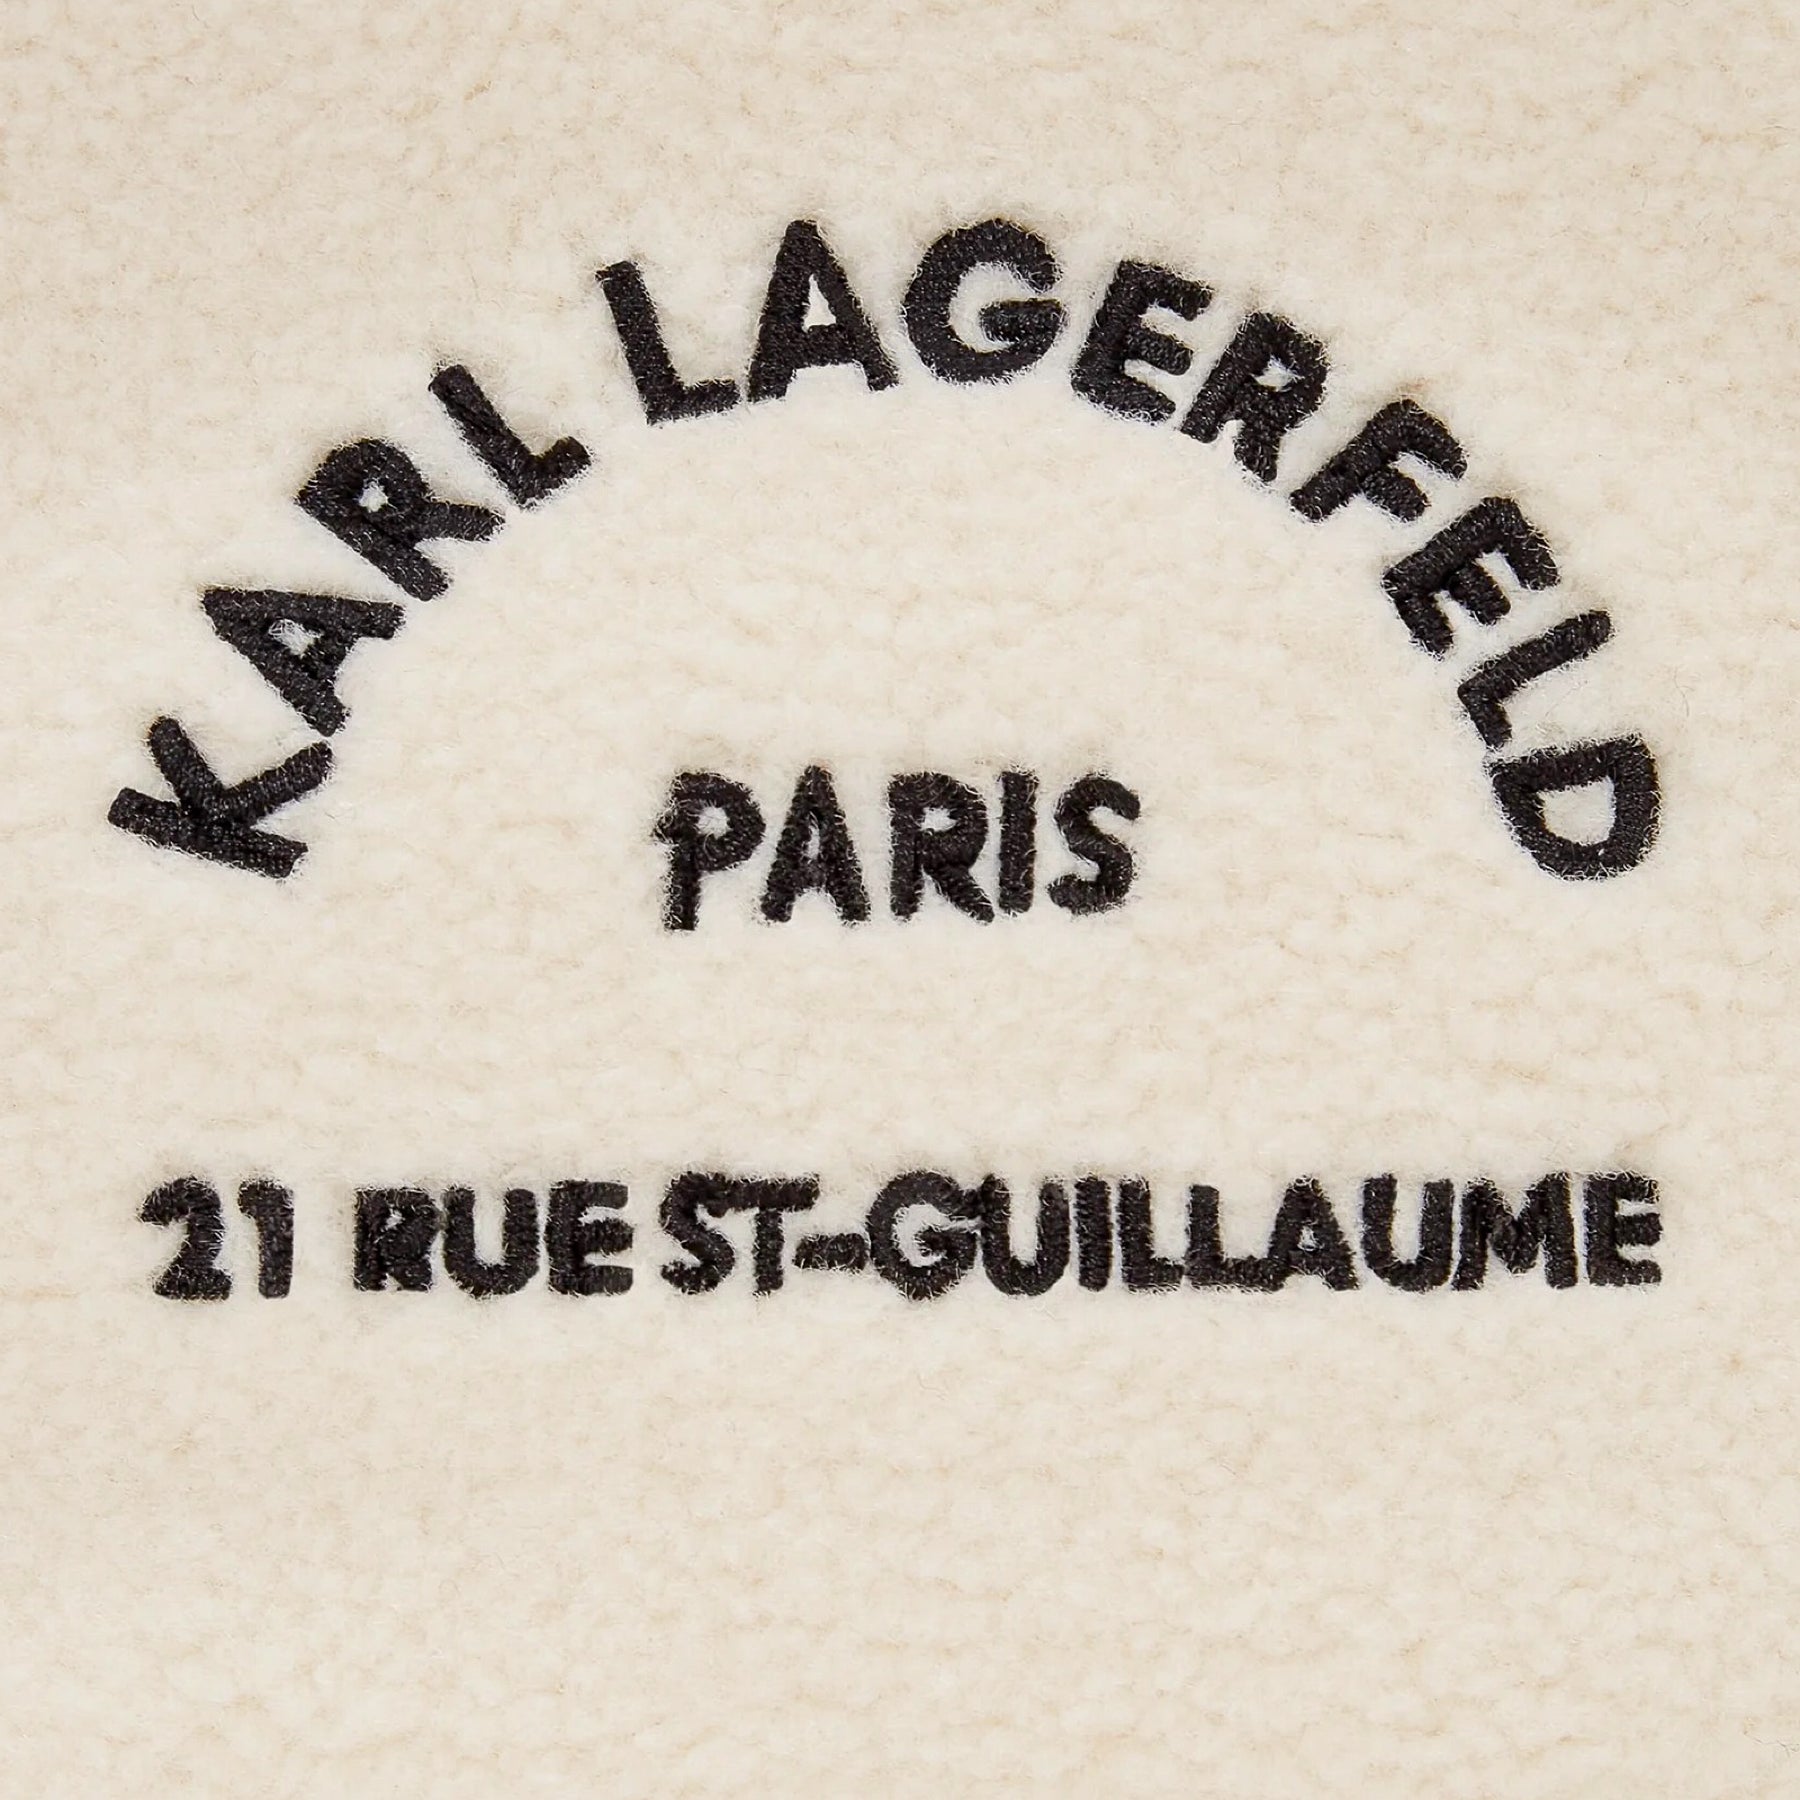 KARL LAGERFELD
PARIS
21 RUE ST-GUILLAUME